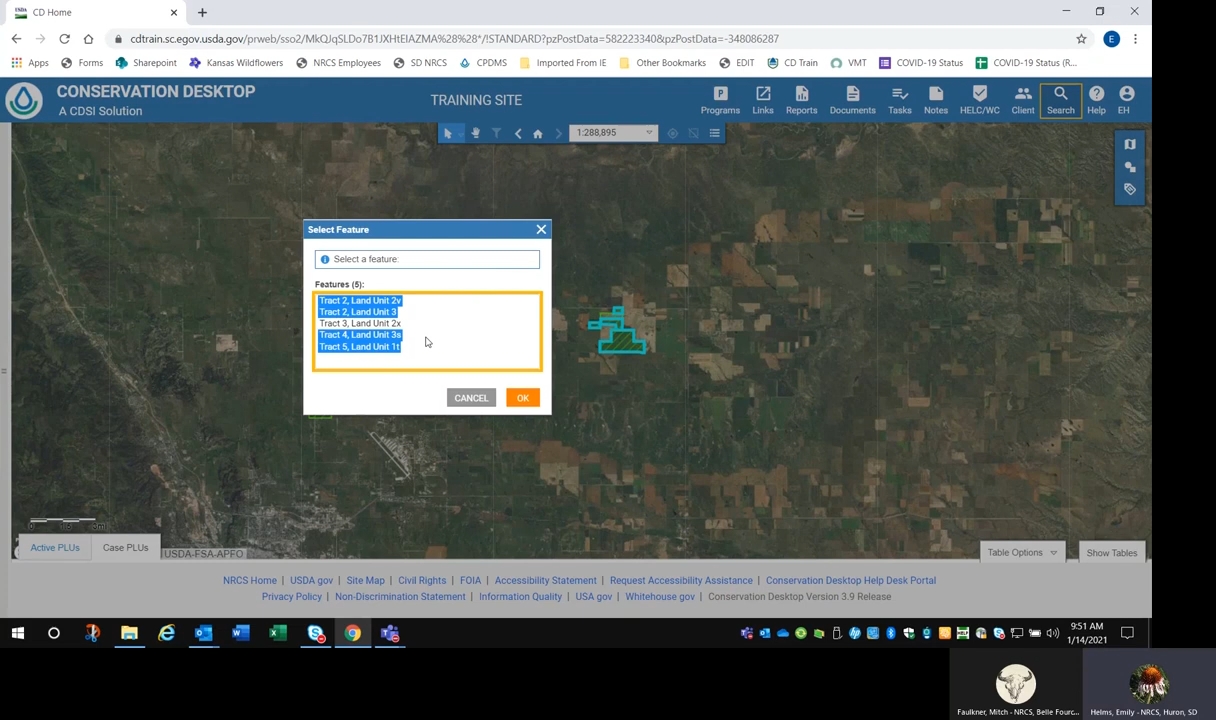 CD Home
cdtrain.sc.egov.usda.gov/prweb/sso2/MkQJqSLDo7B1JXHtEIAZMA%28%28*/!STANDARD?pzPostData=582223340&pzPostData=-348086287
E
Apps Forms Sharepoint Kansas Wildflowers NRCS Employees SD NRCS CPDMS Imported From IE Other Bookmarks EDIT CD Train VMT COVID-19 Status COVID-19 Status (R...
CONSERVATION DESKTOP
A CDSI Solution
TRAINING SITE
Programs Links Reports Documents Tasks Notes HELC/WC Client Search Help EH
1:288,895
Select Feature
Select a feature.
Features (5):
Tract 2, Land Unit 2v
Tract 2, Land Unit 3
Tract 3, Land Unit 2x
Tract 4, Land Unit 3s
Tract 5, Land Unit 1t
CANCEL OK
Active PLUs Case PLUs USDA-FSA-APFO
Table Options Show Tables
NRCS Home | USDA gov | Site Map | Civil Rights | FOIA | Accessibility Statement | Request Accessibility Assistance | Conservation Desktop Help Desk Portal
Privacy Policy | Non-Discrimination Statement | Information Quality | USA gov | Whitehouse gov | Conservation Desktop Version 3.9 Release
9:51 AM
1/14/2021
Faulkner, Mitch - NRCS, Belle Fourc...
Helms, Emily - NRCS, Huron, SD